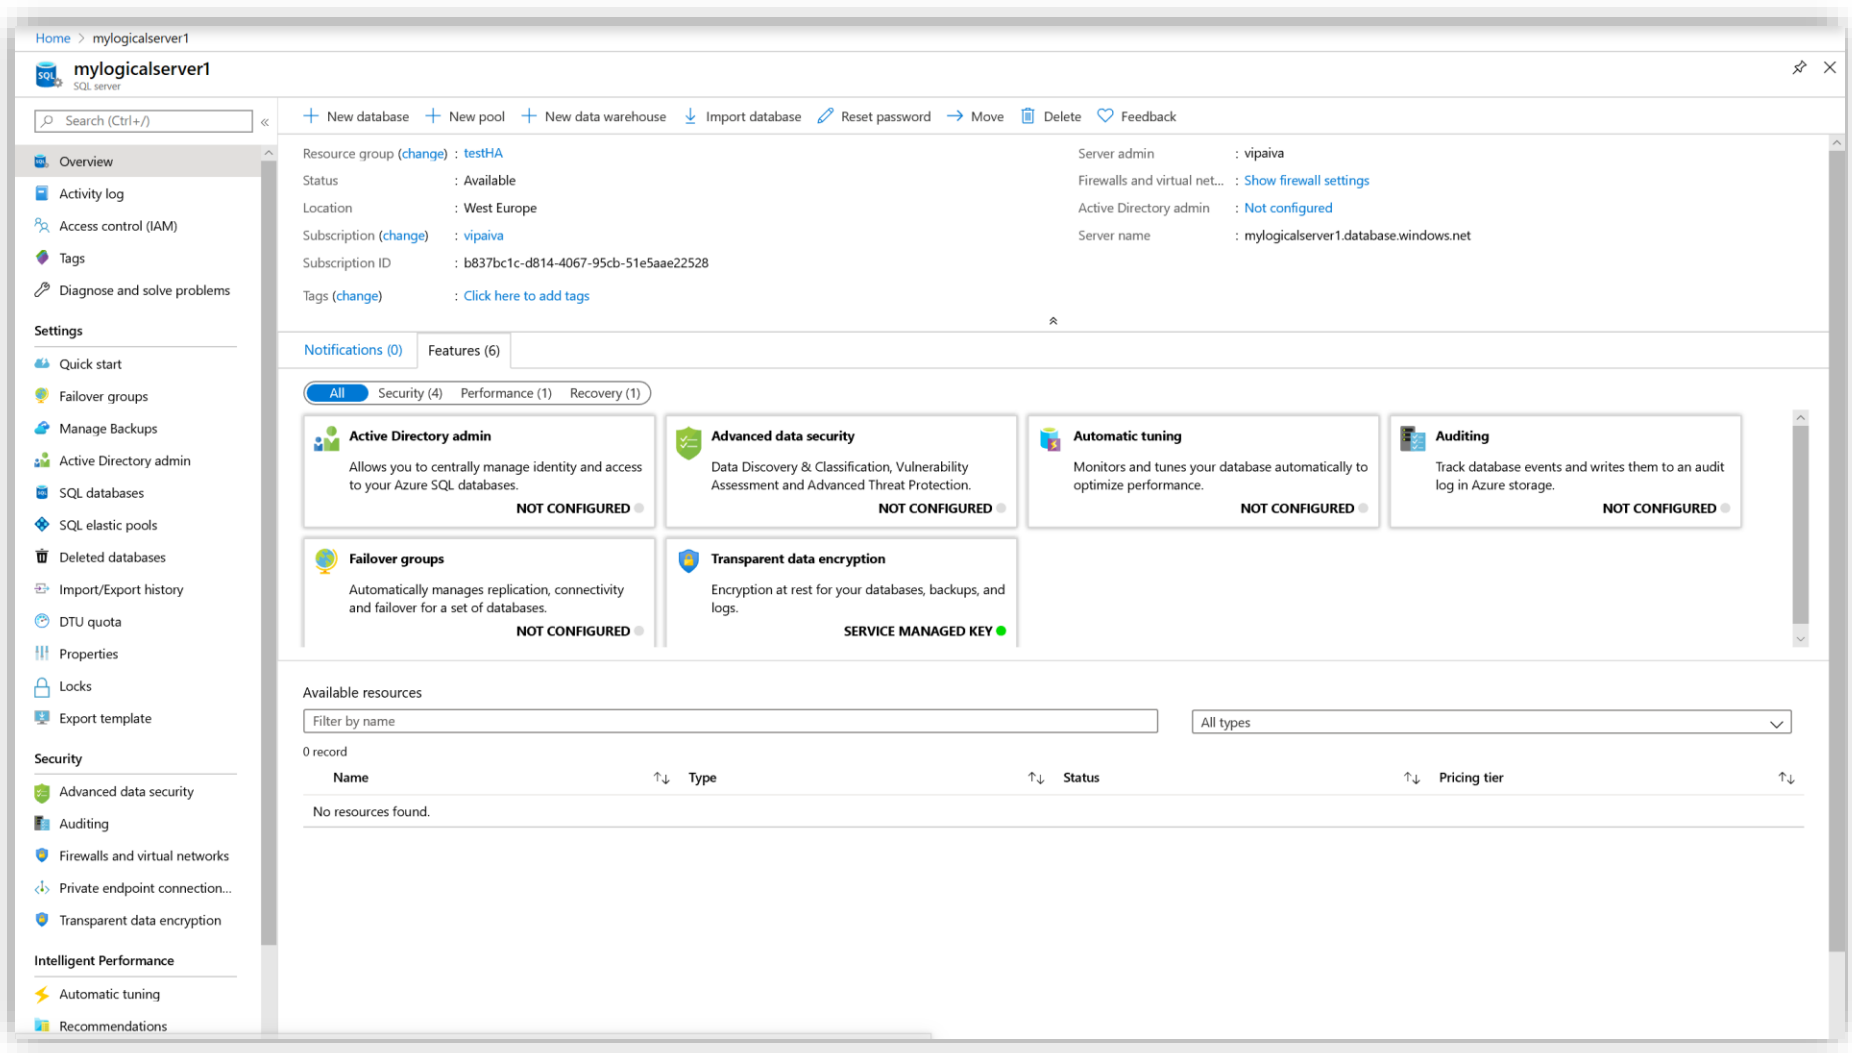 Home > mylogicalserver1
mylogicalserver1
SQL server
Search (Ctrl+/)
«
Overview
Activity log
Access control (IAM)
Tags
Diagnose and solve problems
Settings
Quick start
Failover groups
Manage Backups
Active Directory admin
SQL databases
SQL elastic pools
Deleted databases
Import/Export history
DTU quota
Properties
Locks
Export template
Security
Advanced data security
Auditing
Firewalls and virtual networks
Private endpoint connection...
Transparent data encryption
Intelligent Performance
Automatic tuning
Recommendations
New database New pool New data warehouse Import database Reset password Move Delete Feedback
Resource group (change) : testHA
Status : Available
Location : West Europe
Subscription (change) : vipaiva
Subscription ID : b837bc1c-d814-4067-95cb-51e5aae22528
Tags (change) : Click here to add tags
Server admin : vipaiva
Firewalls and virtual net... : Show firewall settings
Active Directory admin : Not configured
Server name : mylogicalserver1.database.windows.net
Notifications (0) Features (6)
All Security (4) Performance (1) Recovery (1)
Active Directory admin
Allows you to centrally manage identity and access
to your Azure SQL databases.
NOT CONFIGURED
Advanced data security
Data Discovery & Classification, Vulnerability
Assessment and Advanced Threat Protection.
NOT CONFIGURED
Automatic tuning
Monitors and tunes your database automatically to
optimize performance.
NOT CONFIGURED
Auditing
Track database events and writes them to an audit
log in Azure storage.
NOT CONFIGURED
Failover groups
Automatically manages replication, connectivity
and failover for a set of databases.
NOT CONFIGURED
Transparent data encryption
Encryption at rest for your databases, backups, and
logs.
SERVICE MANAGED KEY
Available resources
Filter by name All types
0 record
Name Type Status Pricing tier
No resources found.